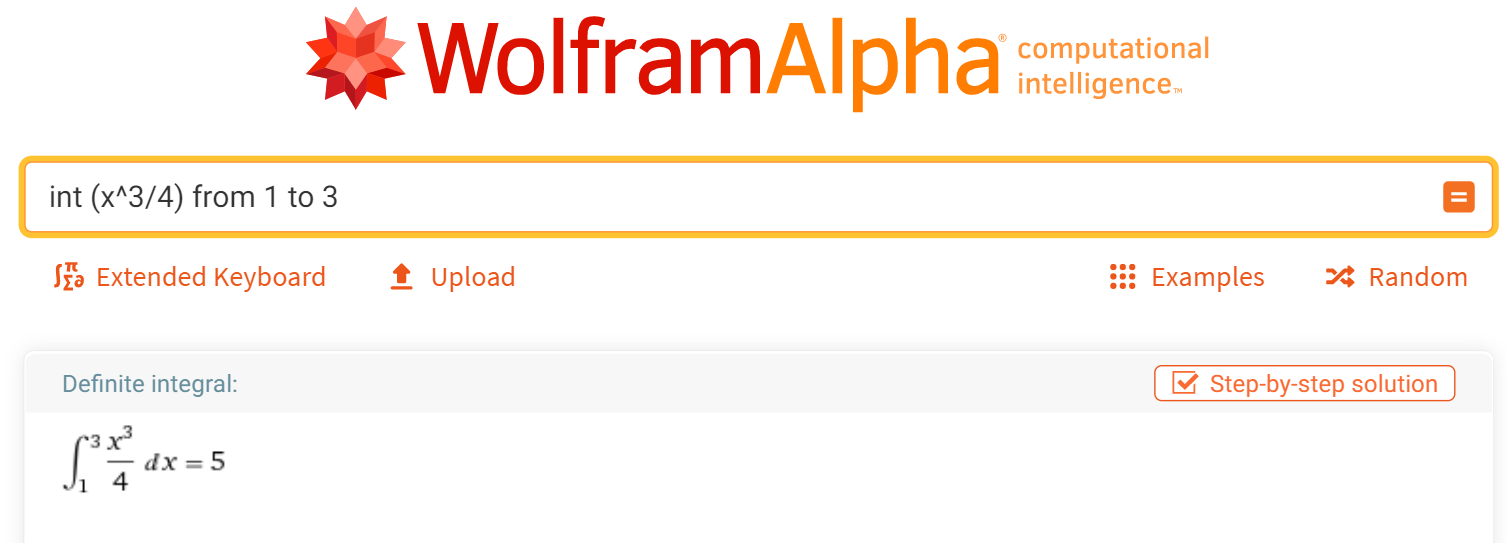 WolframAlpha® computational
intelligence™
int (x^3/4) from 1 to 3
=
Extended Keyboard Upload Examples Random
Definite integral: Step-by-step solution
∫₁³ x³/4 dx = 5